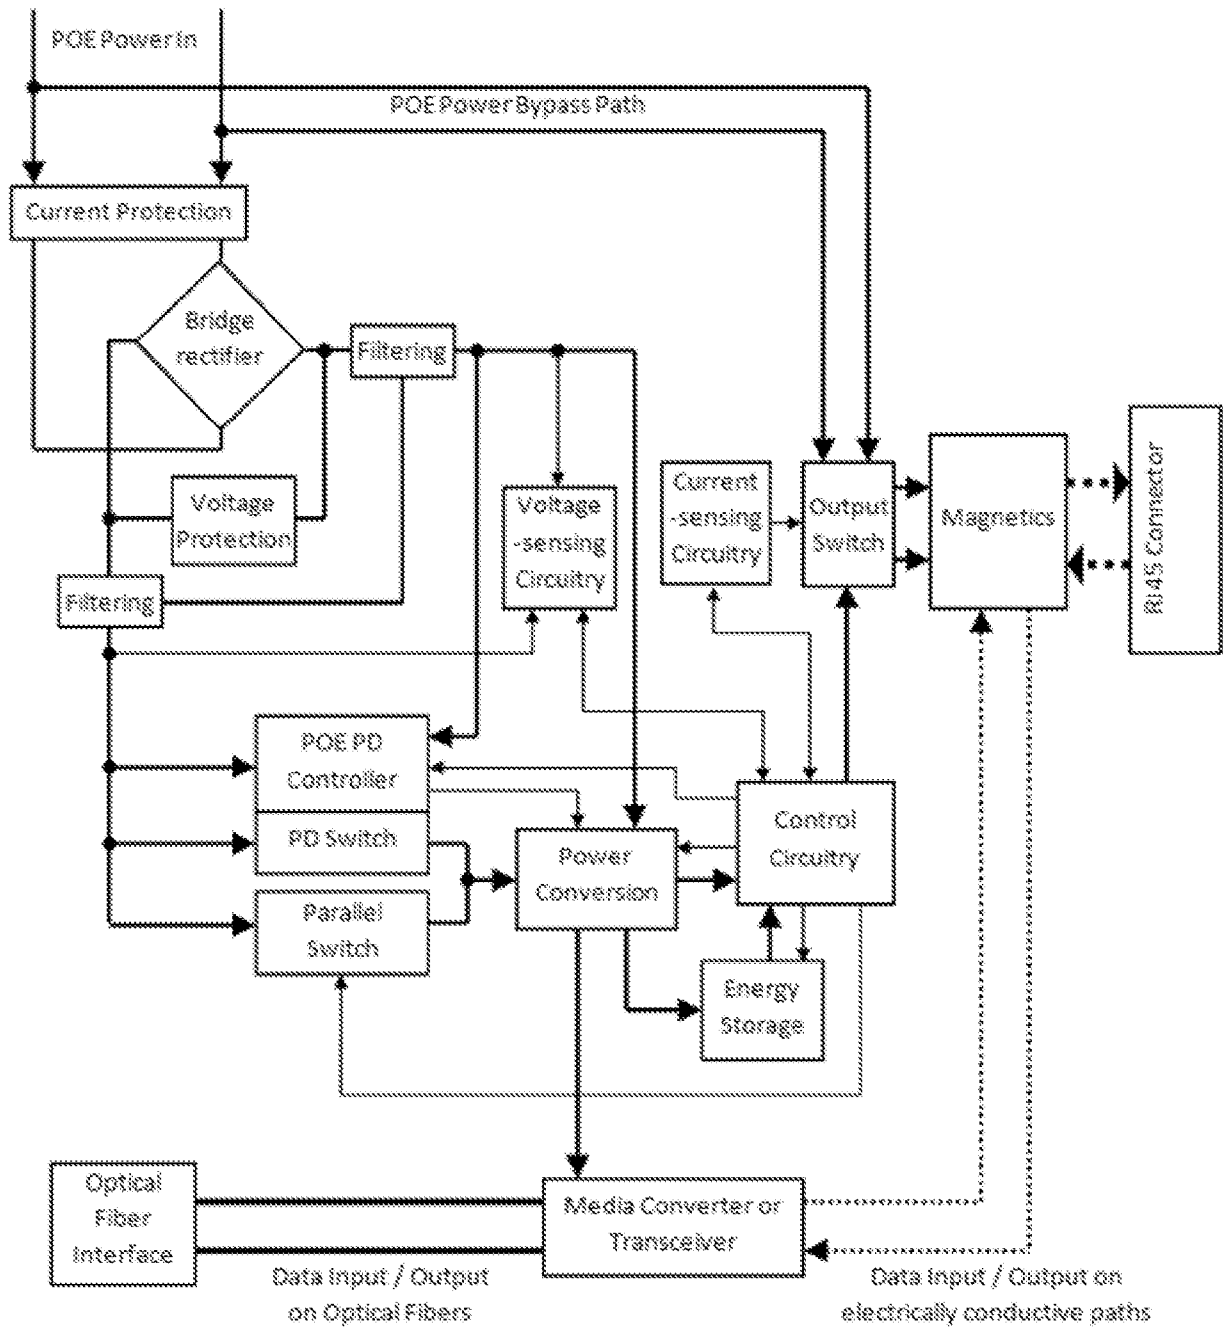 POE Power In
POE Power Bypass Path
Current Protection
Bridge
rectifier
Filtering
Voltage
Protection
Filtering
Voltage
-sensing
Circuitry
Current
-sensing
Circuitry
Output
Switch
Magnetics
RJ45 Connector
POE PD
Controller
PD Switch
Parallel
Switch
Power
Conversion
Control
Circuitry
Energy
Storage
Optical
Fiber
Interface
Media Converter or
Transceiver
Data Input / Output
on Optical Fibers
Data Input / Output on
electrically conductive paths